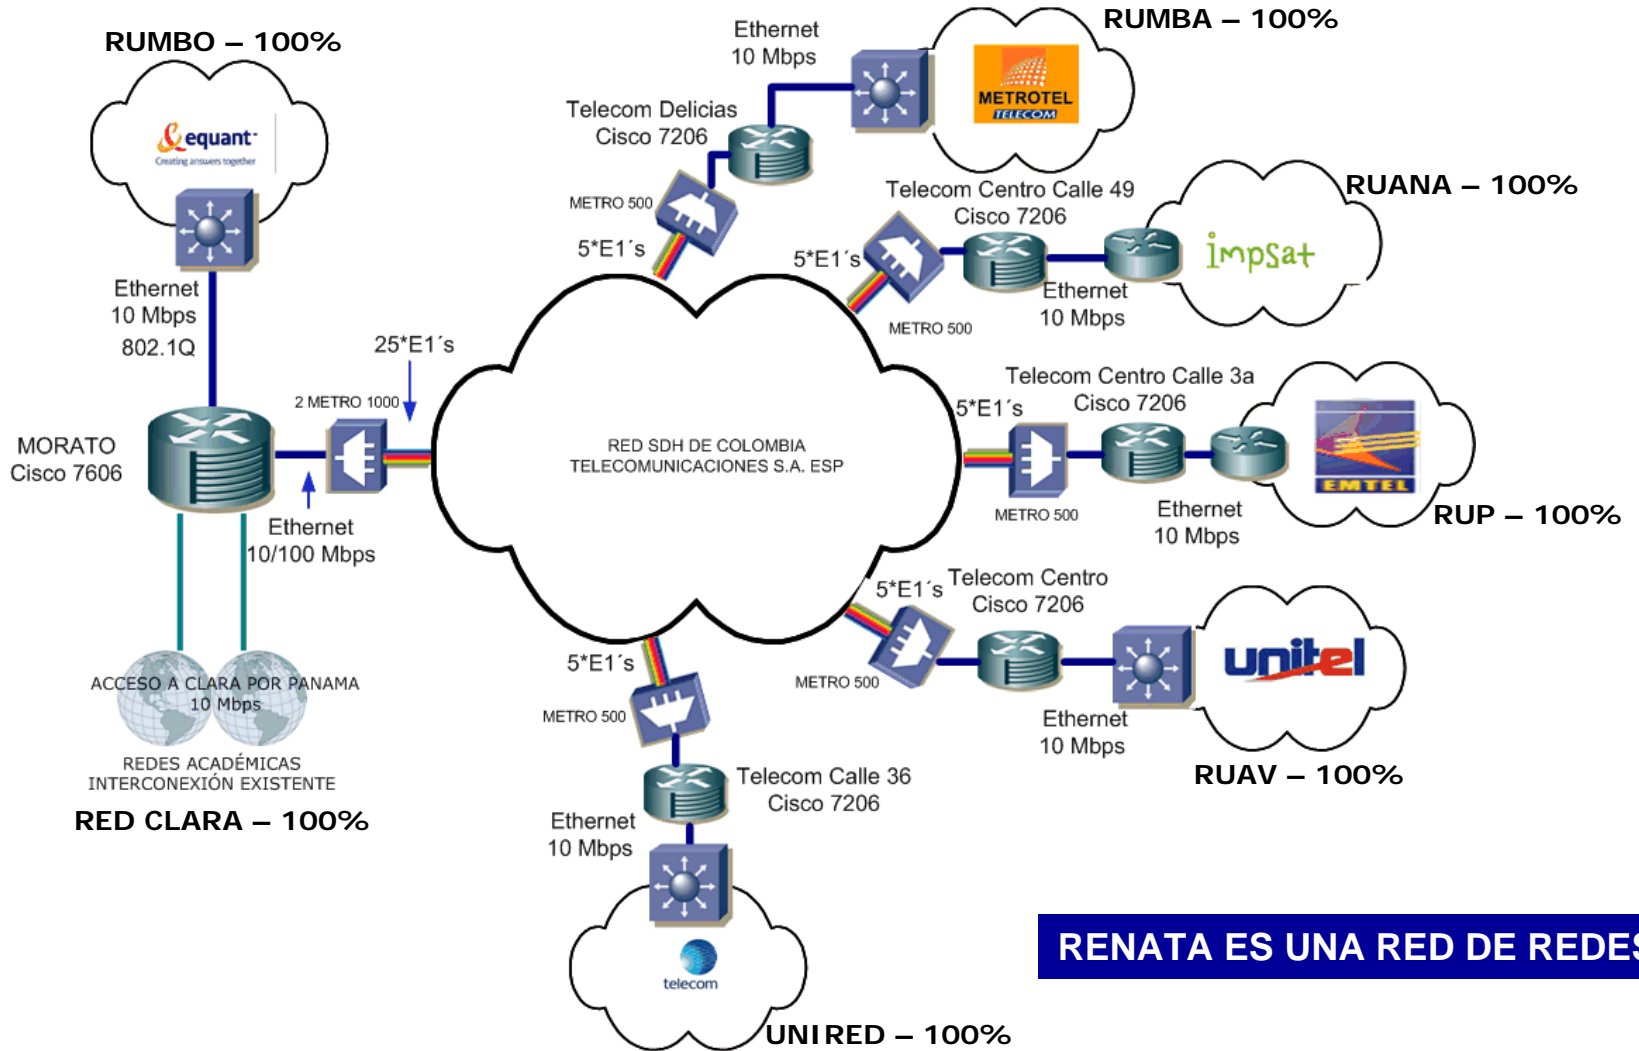 RUMBO – 100%
equant
Creating answers together
Ethernet
10 Mbps
802.1Q
MORATO
Cisco 7606
2 METRO 1000
25*E1´s
Ethernet
10/100 Mbps
ACCESO A CLARA POR PANAMA
10 Mbps
REDES ACADÉMICAS
INTERCONEXIÓN EXISTENTE
RED CLARA – 100%
RED SDH DE COLOMBIA
TELECOMUNICACIONES S.A. ESP
RUMBA – 100%
Ethernet
10 Mbps
METROTEL
TELECOM
Telecom Delicias
Cisco 7206
METRO 500
5*E1´s
RUANA – 100%
Telecom Centro Calle 49
Cisco 7206
impsat
5*E1´s
METRO 500
Ethernet
10 Mbps
Telecom Centro Calle 3a
Cisco 7206
5*E1´s
METRO 500
Ethernet
10 Mbps
EMTEL
RUP – 100%
Telecom Centro
Cisco 7206
5*E1´s
METRO 500
Ethernet
10 Mbps
unitel
RUAV – 100%
5*E1´s
METRO 500
Telecom Calle 36
Cisco 7206
Ethernet
10 Mbps
telecom
UNIRED – 100%
RENATA ES UNA RED DE REDES